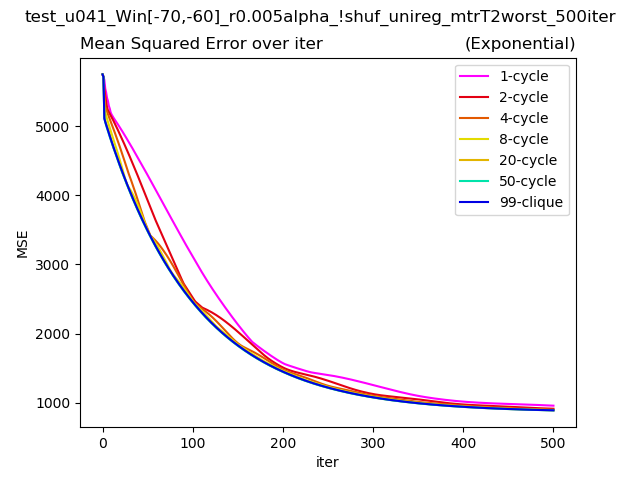 test_u041_Win[-70,-60]_r0.005alpha_!shuf_unireg_mtrT2worst_500iter
Mean Squared Error over iter (Exponential)
1-cycle
2-cycle
4-cycle
8-cycle
20-cycle
50-cycle
99-clique
MSE
5000
4000
3000
2000
1000
0 100 200 300 400 500
iter